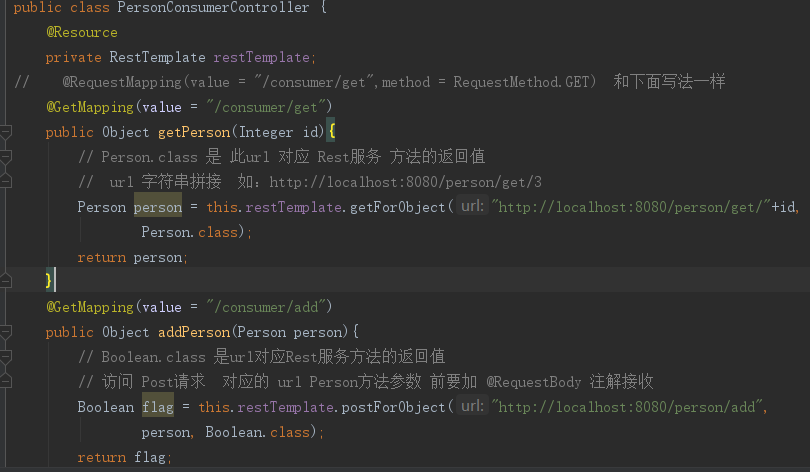 public class PersonConsumerController {
@Resource
private RestTemplate restTemplate;
// @RequestMapping(value = "/consumer/get",method = RequestMethod.GET) 和下面写法一样
@GetMapping(value = "/consumer/get")
public Object getPerson(Integer id){
// Person.class 是 此url 对应 Rest服务 方法的返回值
// url 字符串拼接 如：http://localhost:8080/person/get/3
Person person = this.restTemplate.getForObject( url: "http://localhost:8080/person/get/"+id,
Person.class);
return person;
}
@GetMapping(value = "/consumer/add")
public Object addPerson(Person person){
// Boolean.class 是url对应Rest服务方法的返回值
// 访问 Post请求 对应的 url Person方法参数 前要加 @RequestBody 注解接收
Boolean flag = this.restTemplate.postForObject( url: "http://localhost:8080/person/add",
person, Boolean.class);
return flag;